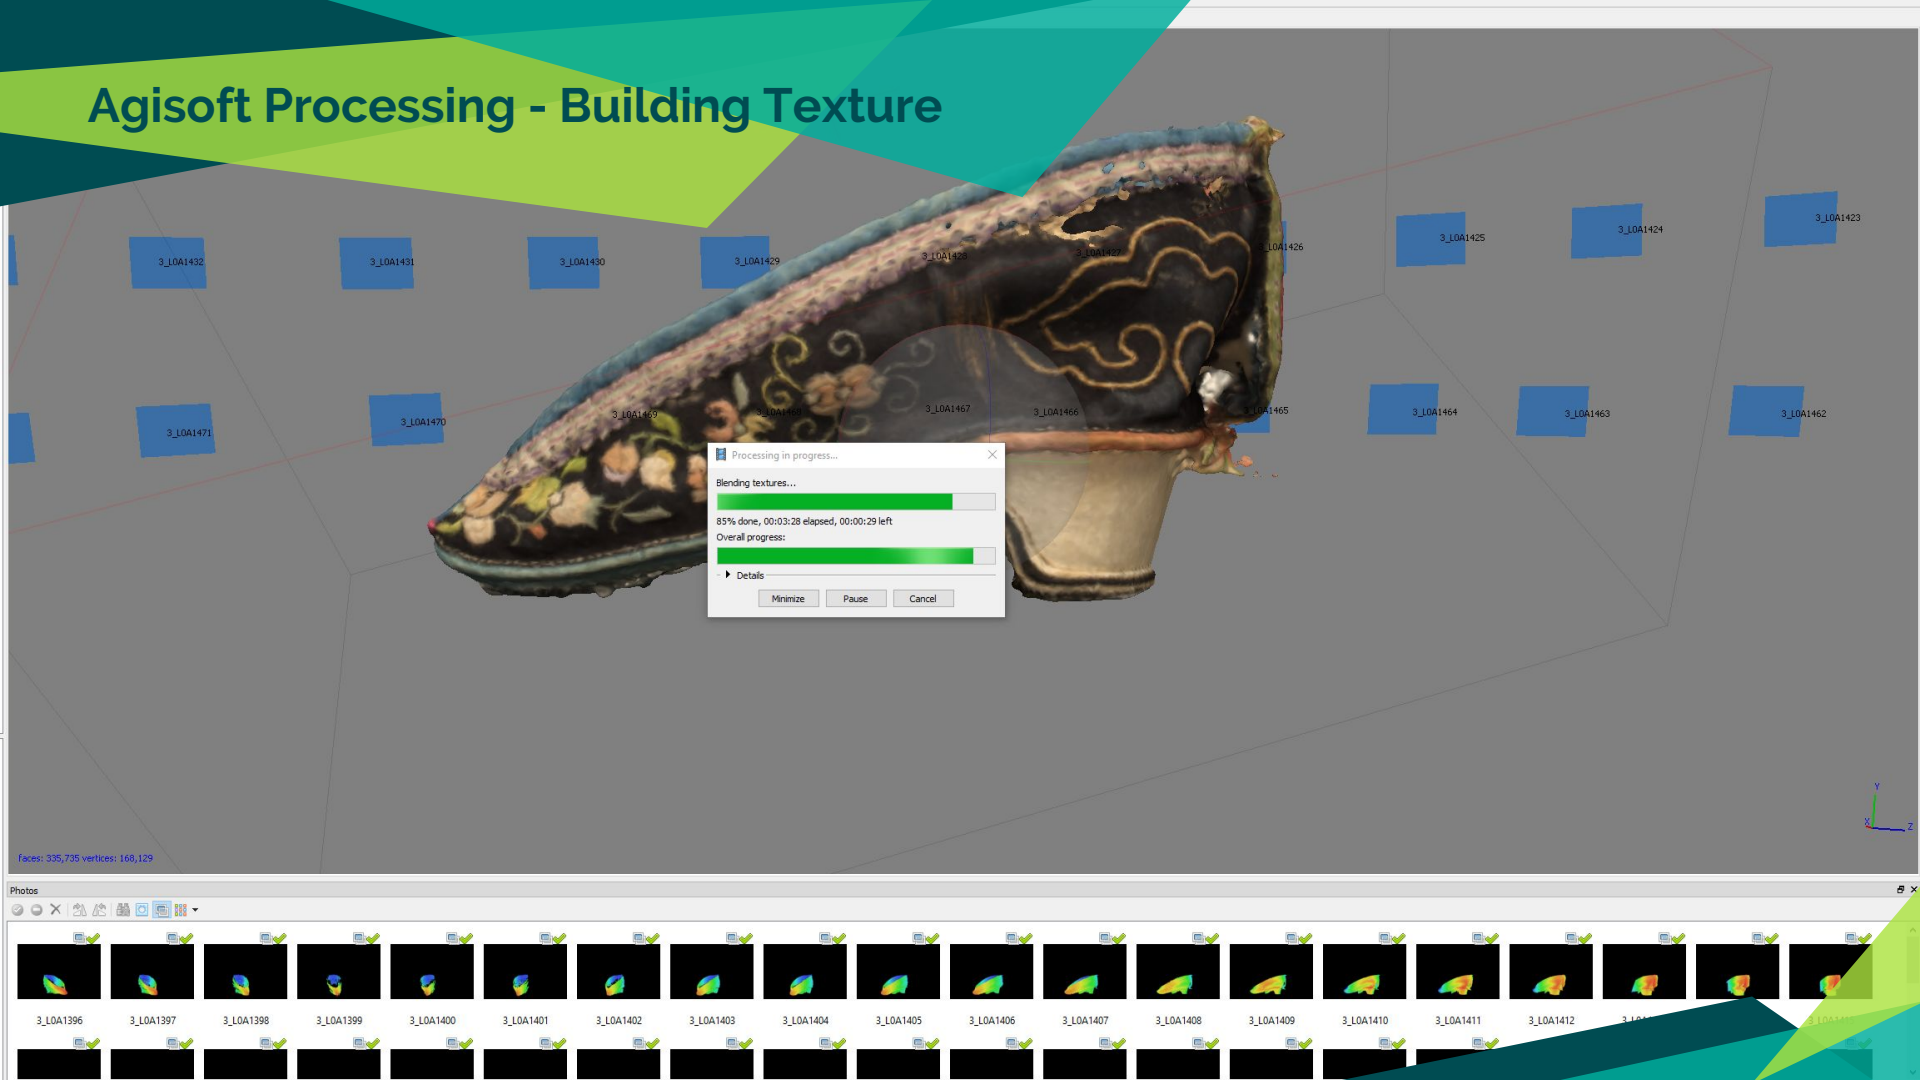 Agisoft Processing - Building Texture
3_L0A1423
3_L0A1424
3_L0A1425
_L0A1426
3_L0A1427
3_L0A1428
3_L0A1429
3_L0A1430
3_L0A1431
3_L0A1432
3_L0A1462
3_L0A1463
3_L0A1464
_L0A1465
3_L0A1466
3_L0A1467
3_L0A1468
3_L0A1469
3_L0A1470
3_L0A1471
Processing in progress...
Blending textures...
85% done, 00:03:28 elapsed, 00:00:29 left
Overall progress:
Details
Minimize Pause Cancel
Y
X Z
faces: 335,735 vertices: 168,129
Photos
3_L0A1396 3_L0A1397 3_L0A1398 3_L0A1399 3_L0A1400 3_L0A1401 3_L0A1402 3_L0A1403 3_L0A1404 3_L0A1405 3_L0A1406 3_L0A1407 3_L0A1408 3_L0A1409 3_L0A1410 3_L0A1411 3_L0A1412